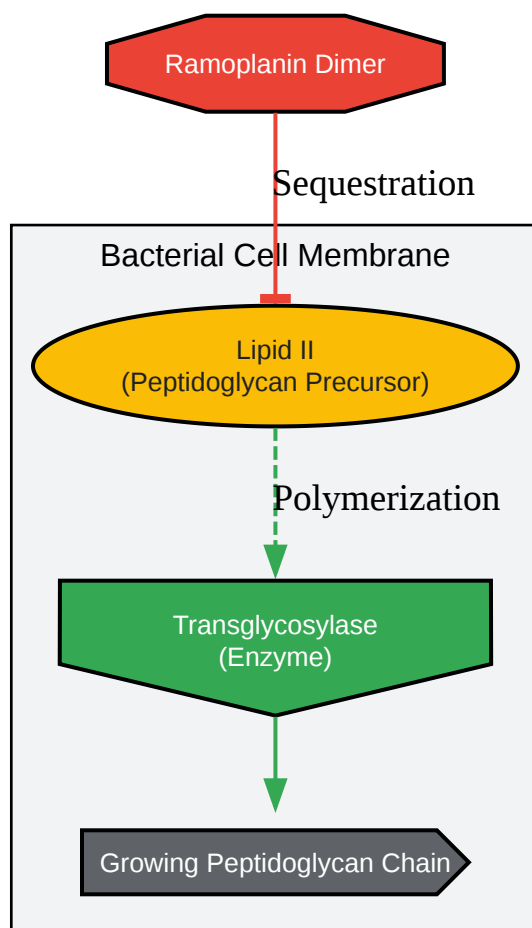 Ramoplanin Dimer
Sequestration
Bacterial Cell Membrane
Lipid II
(Peptidoglycan Precursor)
Polymerization
Transglycosylase
(Enzyme)
Growing Peptidoglycan Chain